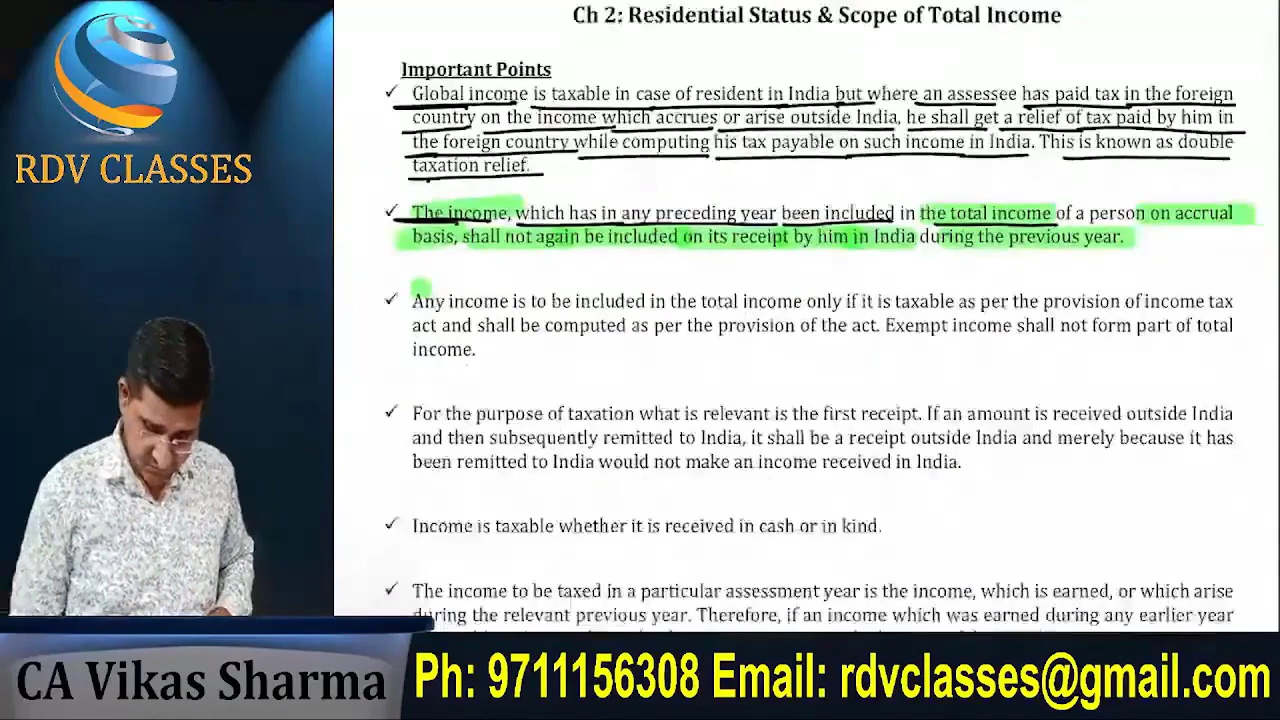 Ch 2: Residential Status & Scope of Total Income
Important Points
✓ Global income is taxable in case of resident in India but where an assessee has paid tax in the foreign
country on the income which accrues or arise outside India, he shall get a relief of tax paid by him in
the foreign country while computing his tax payable on such income in India. This is known as double
taxation relief.
✓ The income, which has in any preceding year been included in the total income of a person on accrual
basis, shall not again be included on its receipt by him in India during the previous year.
✓ Any income is to be included in the total income only if it is taxable as per the provision of income tax
act and shall be computed as per the provision of the act. Exempt income shall not form part of total
income.
✓ For the purpose of taxation what is relevant is the first receipt. If an amount is received outside India
and then subsequently remitted to India, it shall be a receipt outside India and merely because it has
been remitted to India would not make an income received in India.
✓ Income is taxable whether it is received in cash or in kind.
✓ The income to be taxed in a particular assessment year is the income, which is earned, or which arise
during the relevant previous year. Therefore, if an income which was earned during any earlier year
RDV CLASSES
CA Vikas Sharma
Ph: 9711156308 Email: rdvclasses@gmail.com